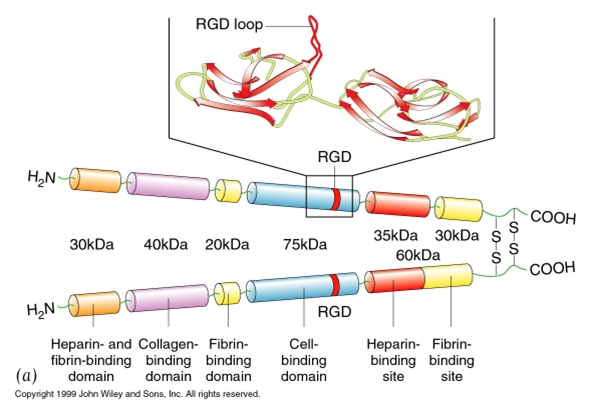 RGD loop
RGD
H2N
COOH
30kDa
40kDa
20kDa
75kDa
35kDa
30kDa
60kDa
S S
S S
COOH
H2N
RGD
Heparin- and
fibrin-binding
domain
Collagen-
binding
domain
Fibrin-
binding
domain
Cell-
binding
domain
Heparin-
binding
site
Fibrin-
binding
site
(a)
Copyright 1999 John Wiley and Sons, Inc. All rights reserved.